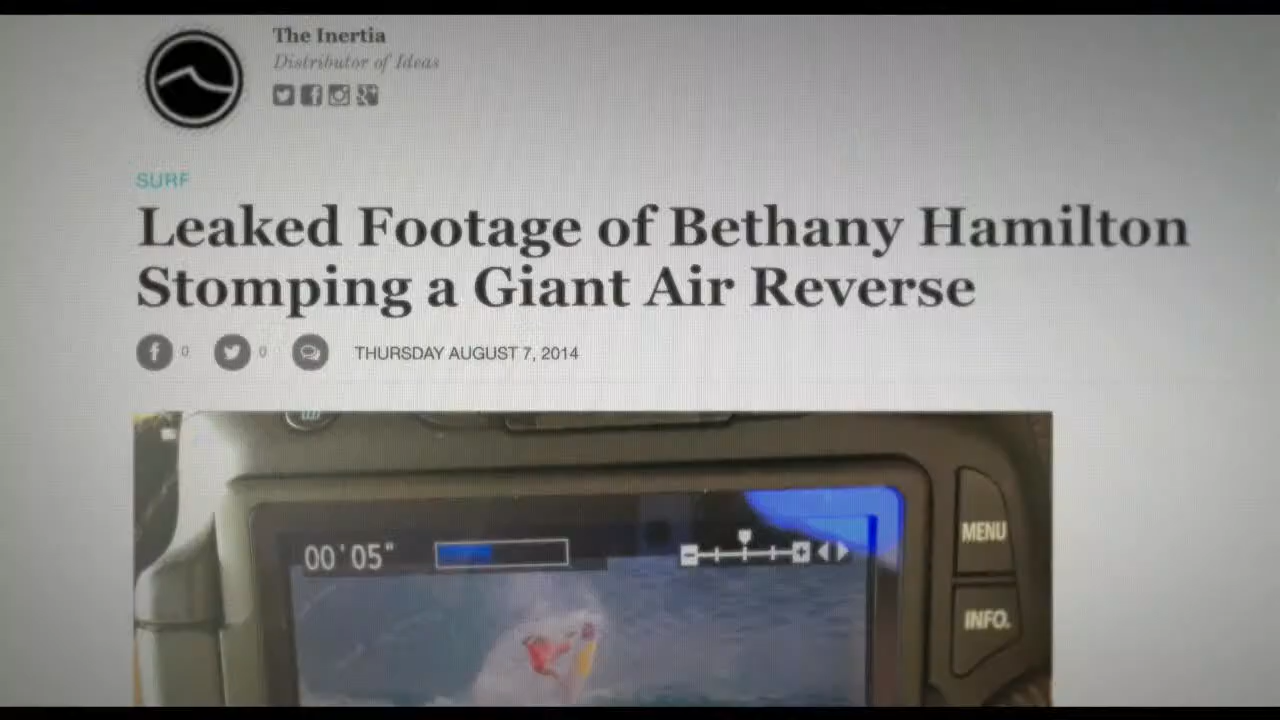 The Inertia
Distributor of Ideas
SURF
Leaked Footage of Bethany Hamilton
Stomping a Giant Air Reverse
0 0 THURSDAY AUGUST 7, 2014
00'05"
MENU
INFO.